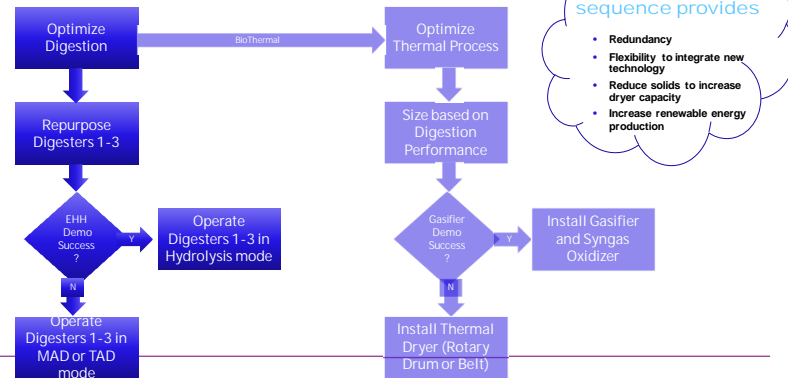 sequence provides
• Redundancy
• Flexibility to integrate new
technology
• Reduce solids to increase
dryer capacity
• Increase renewable energy
production
Optimize
Digestion
BioThermal
Optimize
Thermal Process
Repurpose
Digesters 1-3
Size based on
Digestion
Performance
EHH
Demo
Success
?
Y
Operate
Digesters 1-3 in
Hydrolysis mode
Gasifier
Demo
Success
?
Y
Install Gasifier
and Syngas
Oxidizer
N
N
Operate
Digesters 1-3 in
MAD or TAD
mode
Install Thermal
Dryer (Rotary
Drum or Belt)